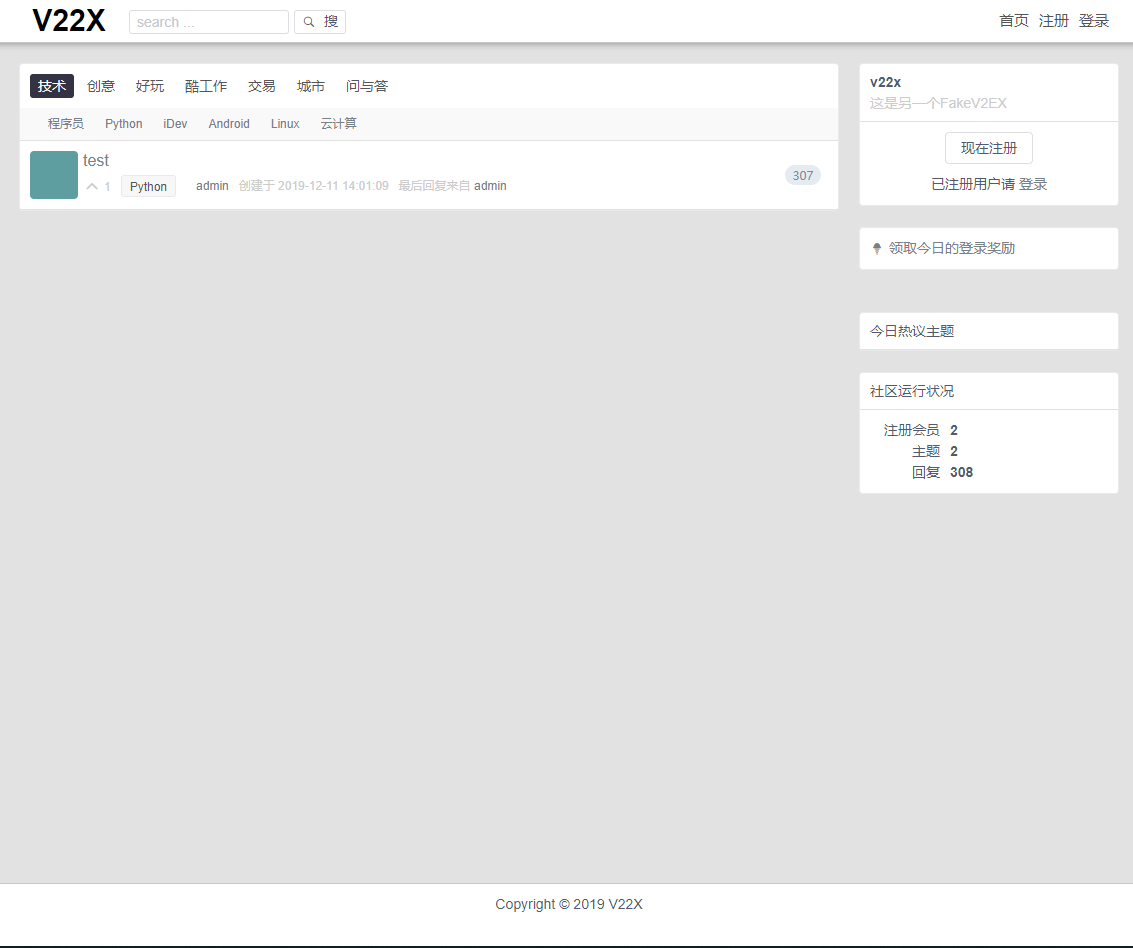 V22X
search ...
搜
首页 注册 登录
技术 创意 好玩 酷工作 交易 城市 问与答
程序员 Python iDev Android Linux 云计算
test
1 Python admin 创建于 2019-12-11 14:01:09 最后回复来自 admin
307
v22x
这是另一个FakeV2EX
现在注册
已注册用户请 登录
领取今日的登录奖励
今日热议主题
社区运行状况
注册会员 2
主题 2
回复 308
Copyright © 2019 V22X